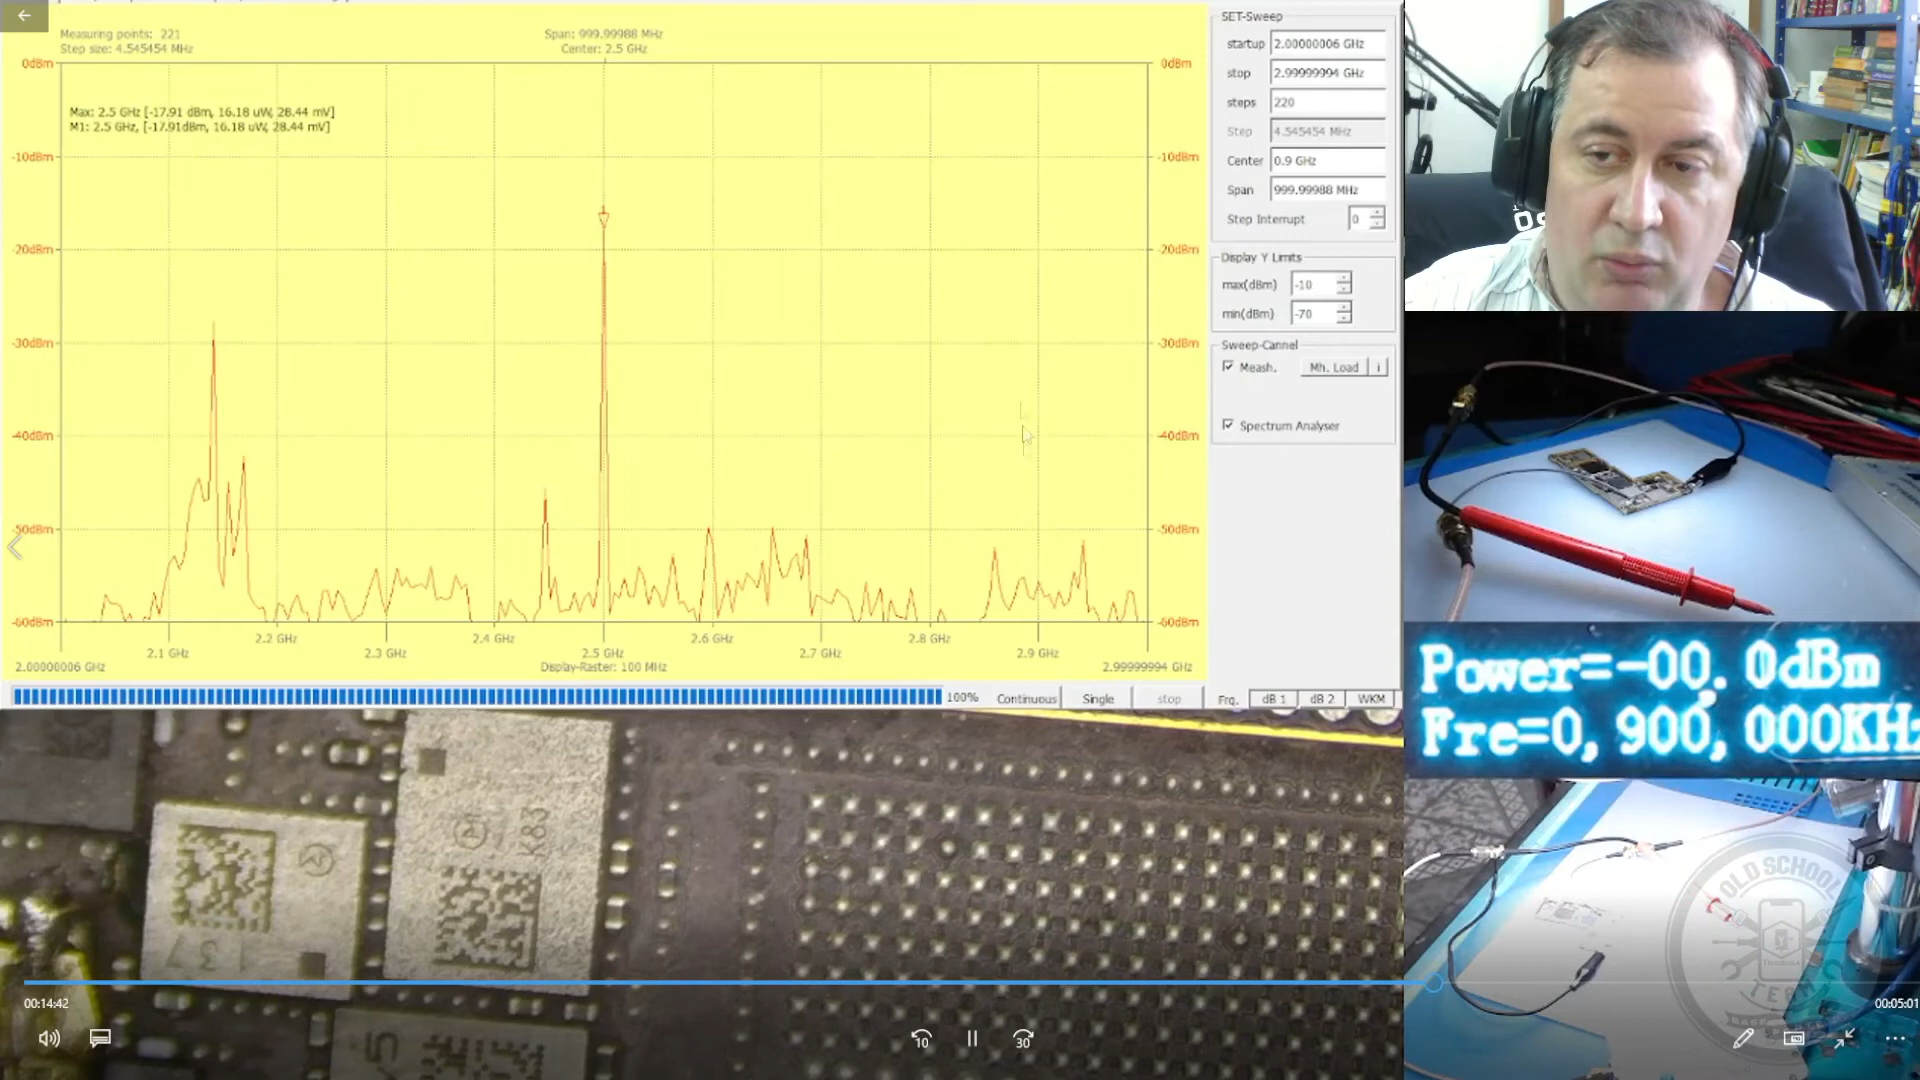 Measuring points: 221
Step size: 4.545454 MHz
Span: 999.99988 MHz
Center: 2.5 GHz
0dBm
0dBm
Max: 2.5 GHz [-17.91 dBm, 16.18 uW, 28.44 mV]
M1: 2.5 GHz, [-17.91dBm, 16.18 uW, 28.44 mV]
-10dBm
-10dBm
-20dBm
-20dBm
-30dBm
-30dBm
-40dBm
-40dBm
-50dBm
-50dBm
-60dBm
-60dBm
2.2 GHz
2.4 GHz
2.6 GHz
2.8 GHz
2.1 GHz
2.3 GHz
2.5 GHz
2.7 GHz
2.9 GHz
2.00000006 GHz
Display-Raster: 100 MHz
2.99999994 GHz
100%
Continuous
Single
stop
Frq.
dB 1
dB 2
WKM
SET-Sweep
startup 2.00000006 GHz
stop 2.99999994 GHz
steps 220
Step 4.545454 MHz
Center 0.9 GHz
Span 999.99988 MHz
Step Interrupt 0
Display Y Limits
max(dBm) -10
min(dBm) -70
Sweep-Cannel
Meash. Mh. Load i
Spectrum Analyser
Power=-00.0dBm
Fre=0,900,000KHz
K83
137
OLD SCHOOL
TEAM
00:14:42
00:05:01
10
30